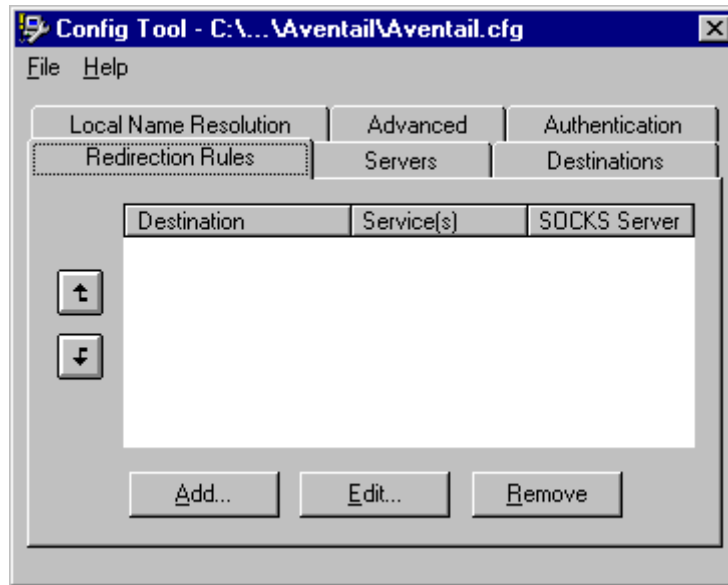 Config Tool - C:\...\Aventail\Aventail.cfg
File Help
Local Name Resolution Advanced Authentication
Redirection Rules Servers Destinations
Destination Service(s) SOCKS Server
Add... Edit... Remove